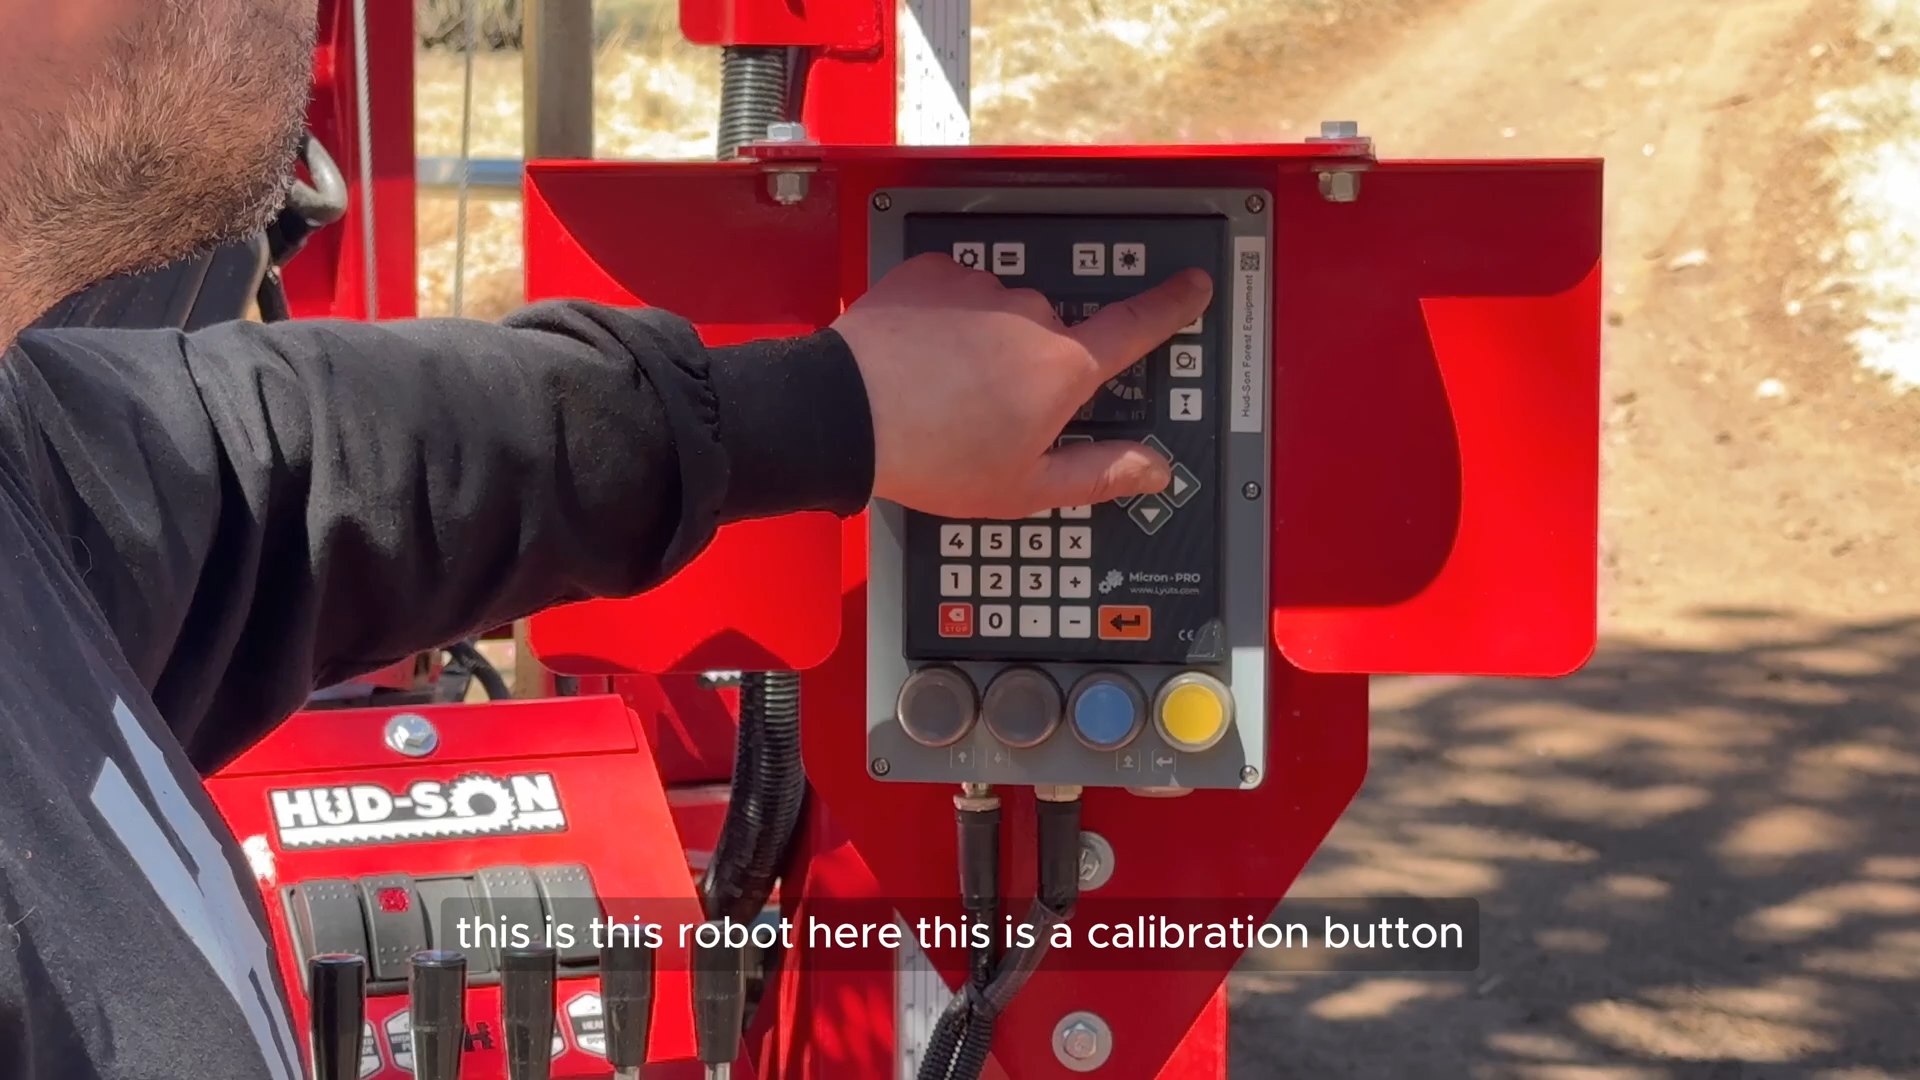 Hud-Son Forest Equipment
4 5 6 x
1 2 3 +
STOP 0 . -
Micron-PRO
www.Lyuts.com
CE
HUD-SON
this is this robot here this is a calibration button